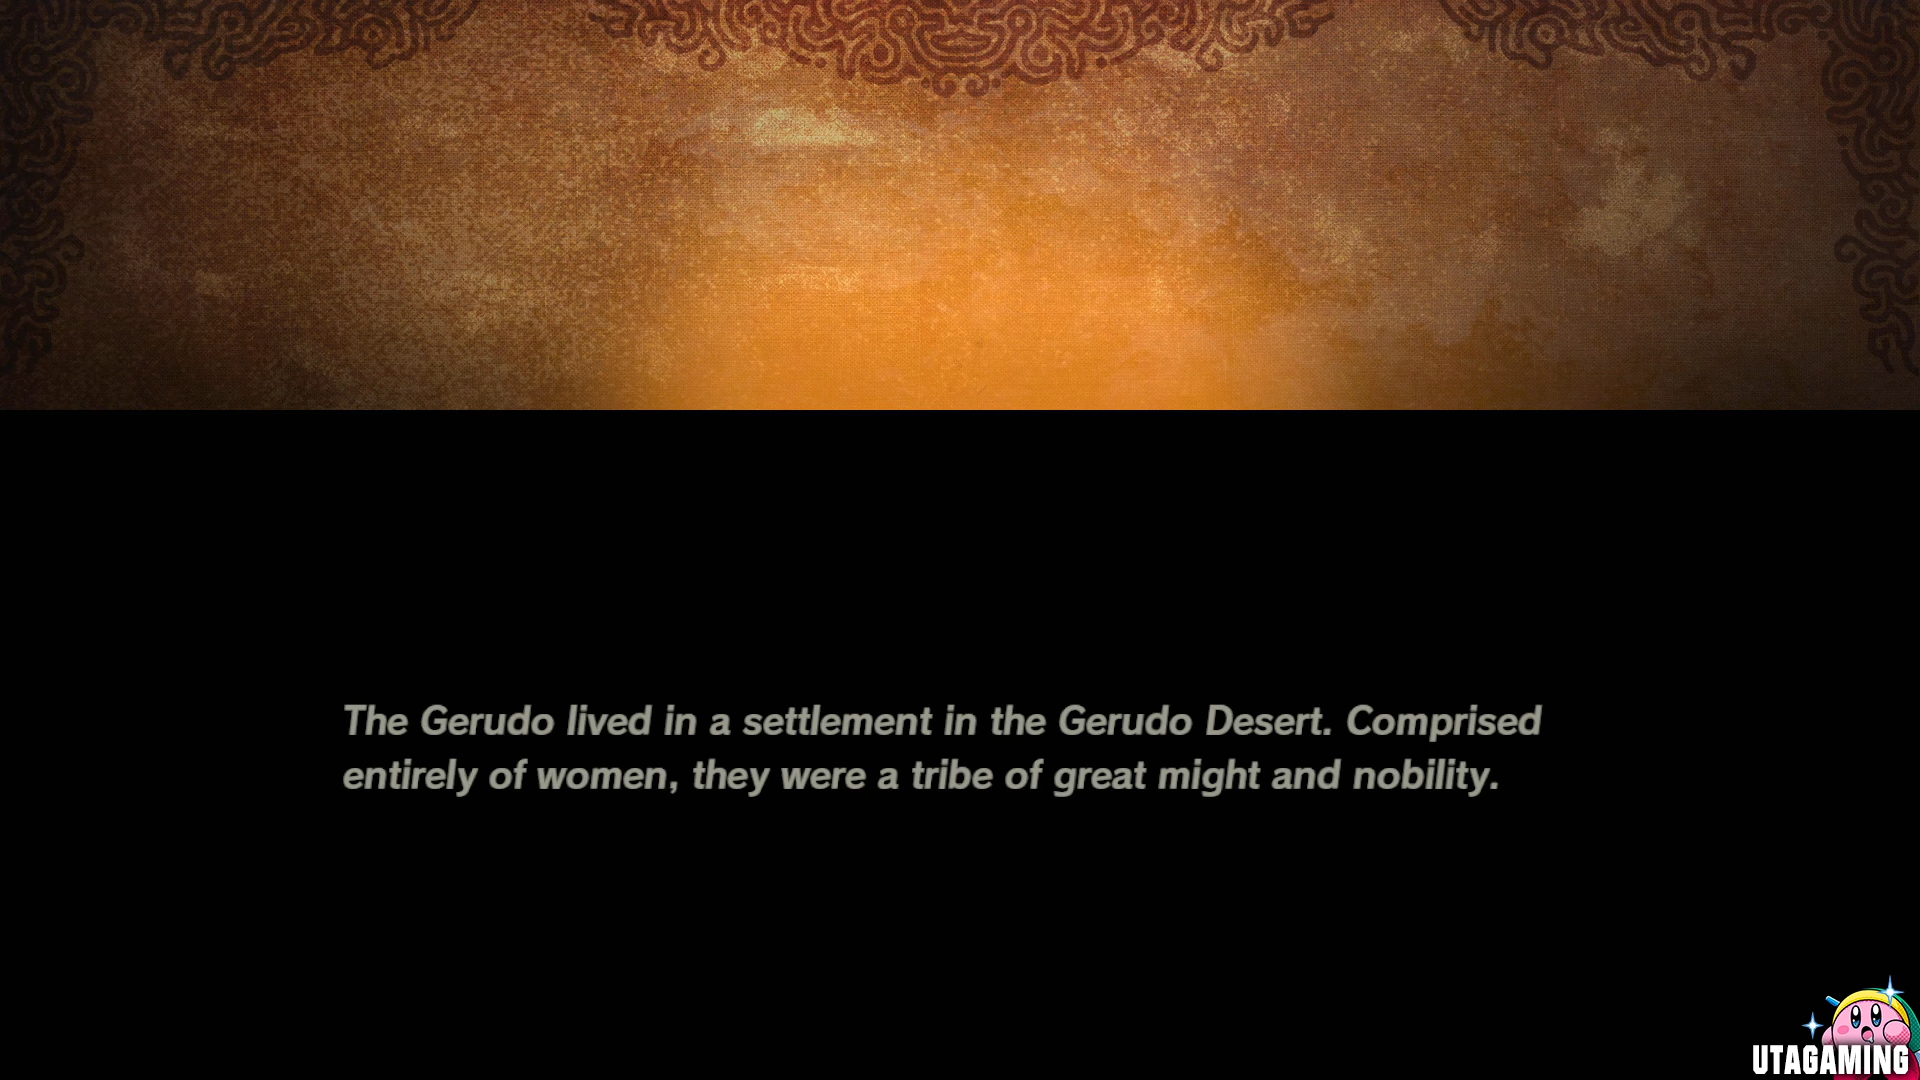 The Gerudo lived in a settlement in the Gerudo Desert. Comprised
entirely of women, they were a tribe of great might and nobility.
UTAGAMING